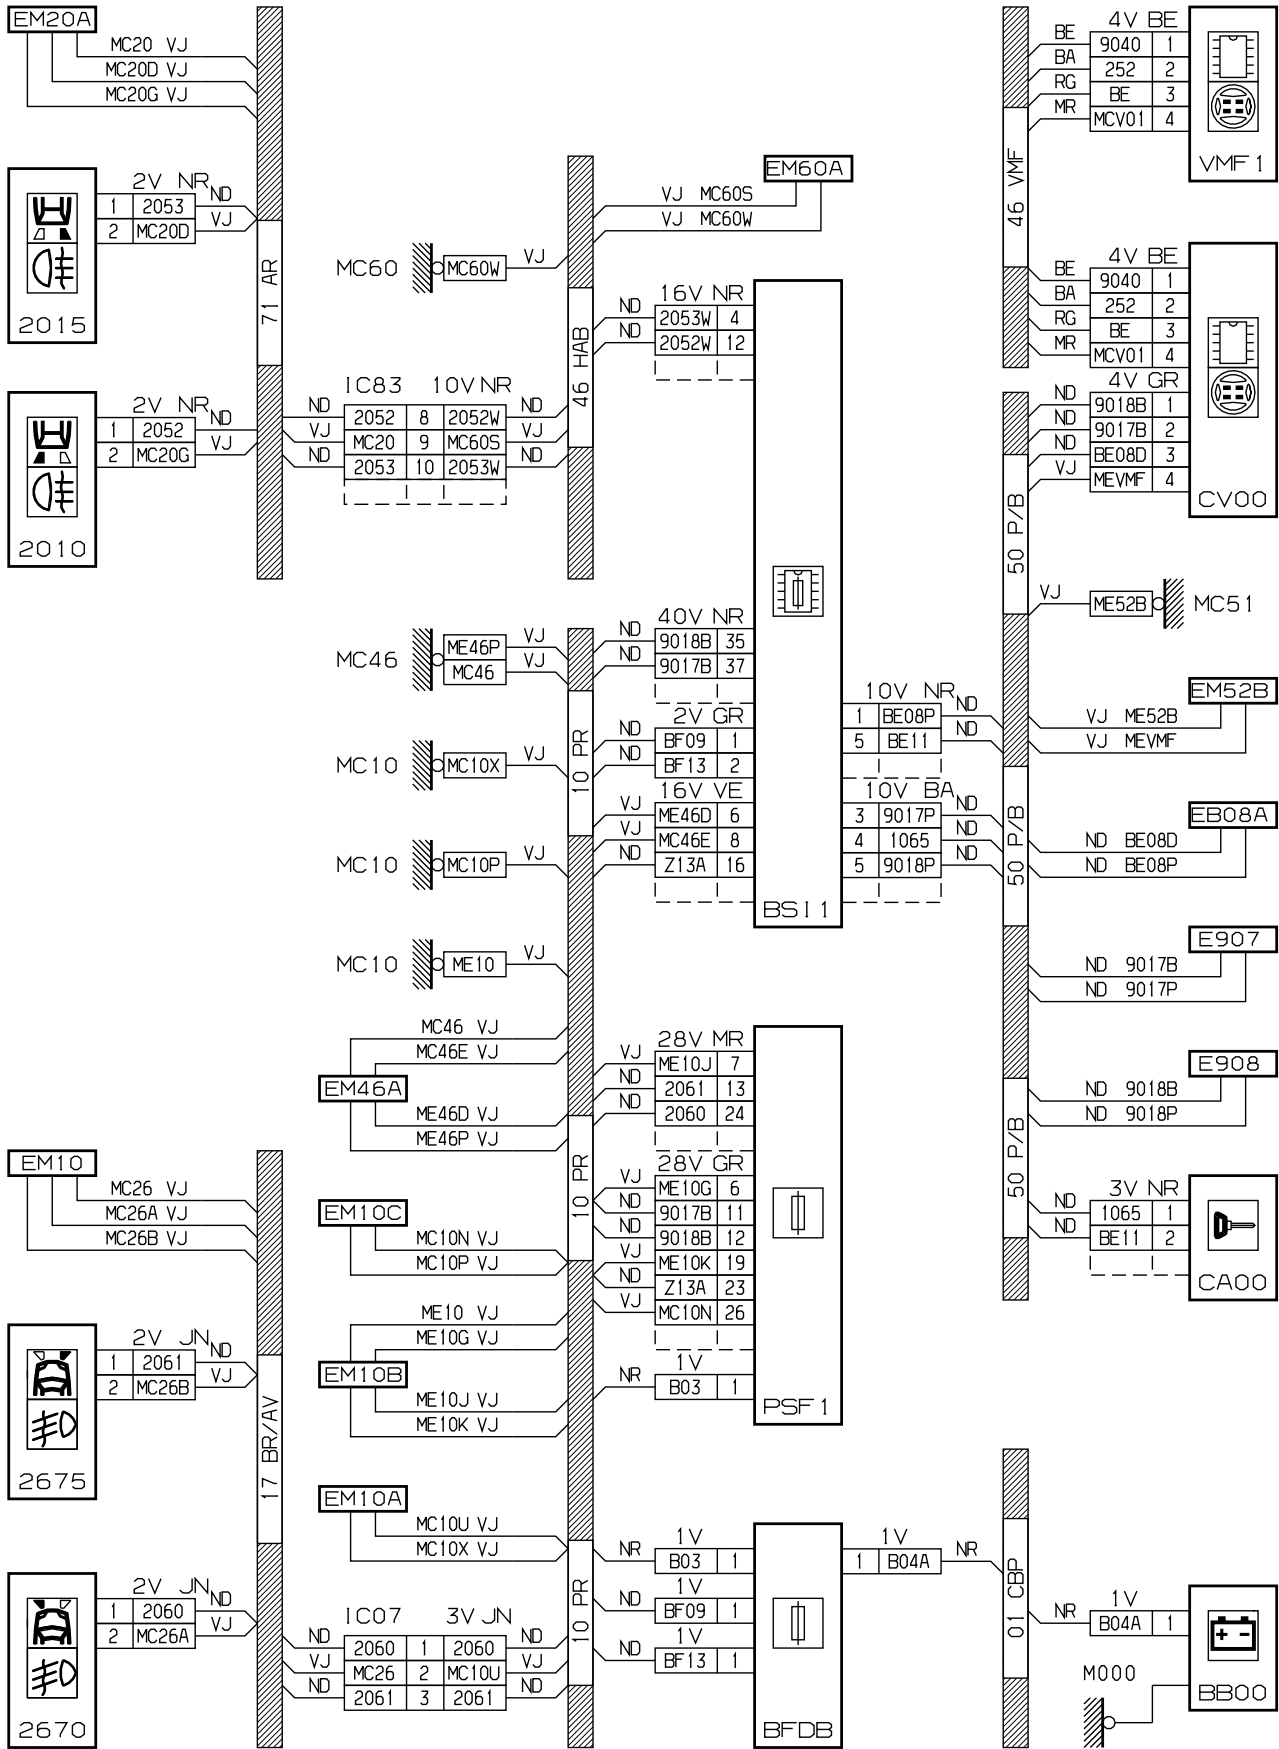 EM20A
MC20 VJ
MC20D VJ
MC20G VJ
2V NR
ND
1 2053
VJ
2 MC20D
2015
71 AR
2V NR
ND
1 2052
VJ
2 MC20G
2010
IC83 10V NR
ND 2052 8 2052W ND
VJ MC20 9 MC60S VJ
ND 2053 10 2053W ND
MC60 MC60W VJ
46 HAB
EM60A
VJ MC60S
VJ MC60W
16V NR
ND 2053W 4
ND 2052W 12
MC46 ME46P VJ
MC46 VJ
MC10 MC10X VJ
MC10 MC10P VJ
MC10 ME10 VJ
10 PR
40V NR
ND 9018B 35
ND 9017B 37
2V GR
ND BF09 1
ND BF13 2
16V VE
VJ ME46D 6
VJ MC46E 8
ND Z13A 16
BSI1
10V NR
1 BE08P ND
5 BE11 ND
10V BA
3 9017P ND
4 1065 ND
5 9018P ND
MC46 VJ
MC46E VJ
EM46A
ME46D VJ
ME46P VJ
EM10C
MC10N VJ
MC10P VJ
ME10 VJ
ME10G VJ
EM10B
ME10J VJ
ME10K VJ
EM10A
MC10U VJ
MC10X VJ
10 PR
28V MR
VJ ME10J 7
ND 2061 13
ND 2060 24
28V GR
VJ ME10G 6
ND 9017B 11
ND 9018B 12
VJ ME10K 19
ND Z13A 23
VJ MC10N 26
1V
NR B03 1
PSF1
EM10
MC26 VJ
MC26A VJ
MC26B VJ
2V JN
ND
1 2061
VJ
2 MC26B
2675
17 BR/AV
2V JN
ND
1 2060
VJ
2 MC26A
2670
IC07 3V JN
ND 2060 1 2060 ND
VJ MC26 2 MC10U VJ
ND 2061 3 2061 ND
10 PR
1V
NR B03 1
1V
ND BF09 1
1V
ND BF13 1
BFDB
1V
1 B04A NR
01 CBP
1V
NR B04A 1
M000
BB00
4V BE
BE 9040 1
BA 252 2
RG BE 3
MR MCV01 4
VMF1
46 VMF
4V BE
BE 9040 1
BA 252 2
RG BE 3
MR MCV01 4
4V GR
ND 9018B 1
ND 9017B 2
ND BE08D 3
VJ MEVMF 4
CV00
50 P/B
VJ ME52B MC51
EM52B
VJ ME52B
VJ MEVMF
50 P/B
EB08A
ND BE08D
ND BE08P
E907
ND 9017B
ND 9017P
E908
ND 9018B
ND 9018P
50 P/B
3V NR
ND 1065 1
ND BE11 2
CA00